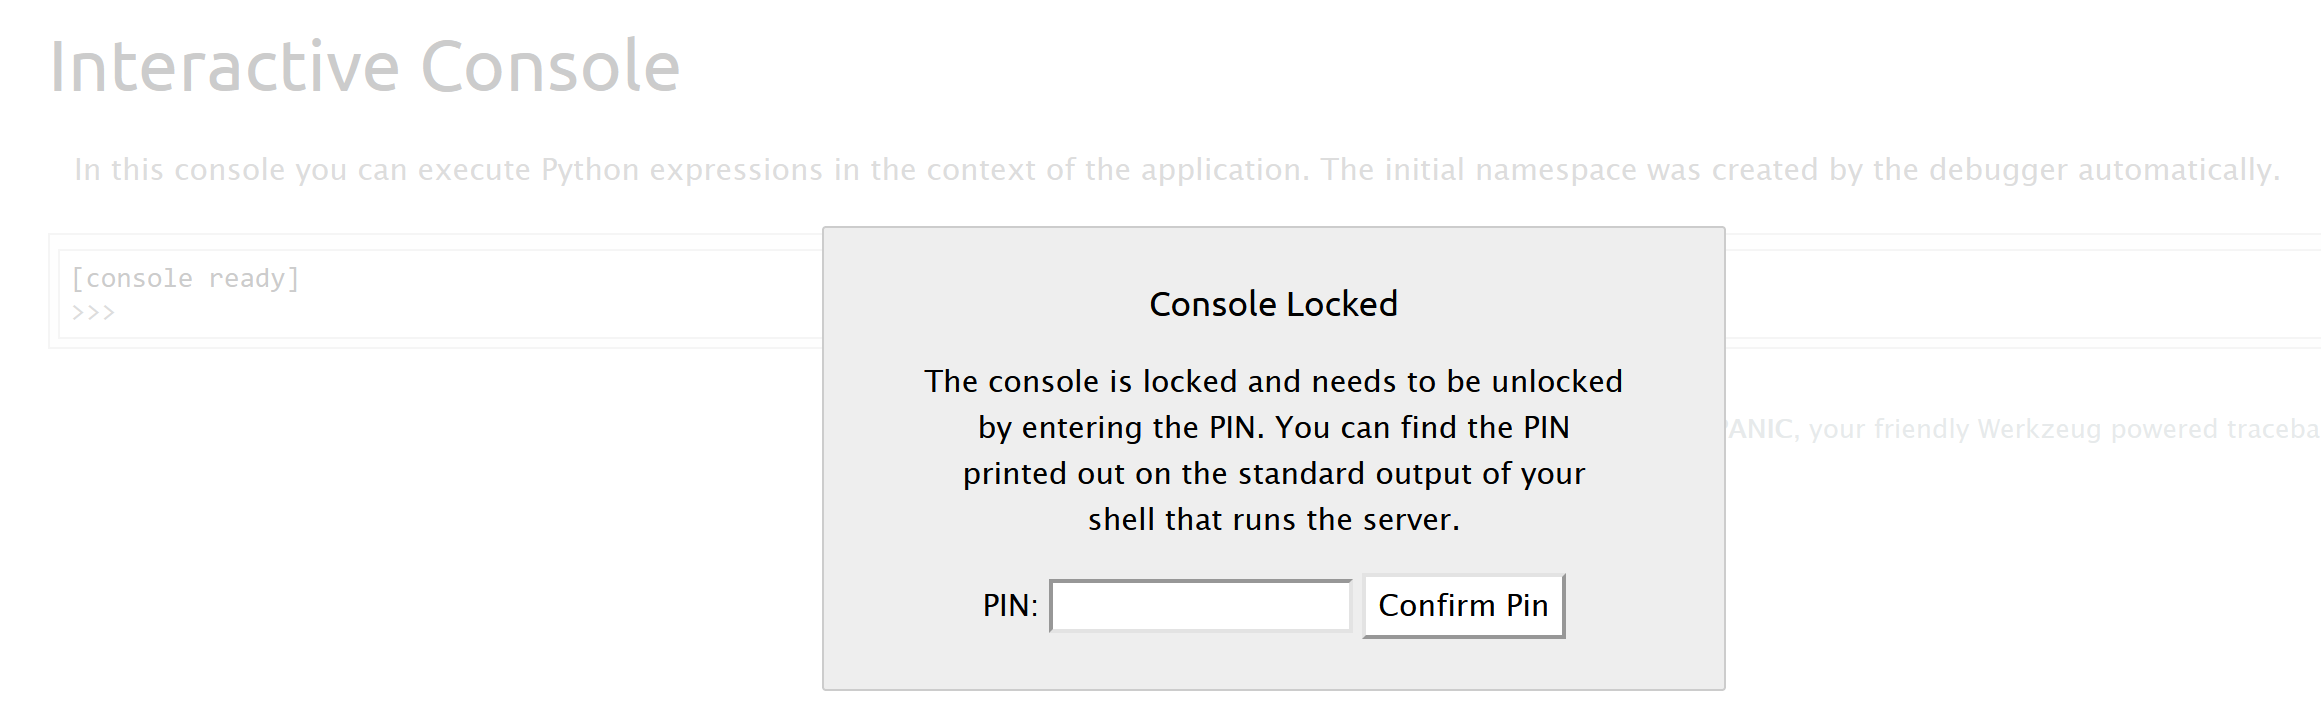 Interactive Console
In this console you can execute Python expressions in the context of the application. The initial namespace was created by the debugger automatically.
[console ready]
>>>
Console Locked
The console is locked and needs to be unlocked
by entering the PIN. You can find the PIN
PANIC, your friendly Werkzeug powered traceba
printed out on the standard output of your
shell that runs the server.
PIN:
Confirm Pin